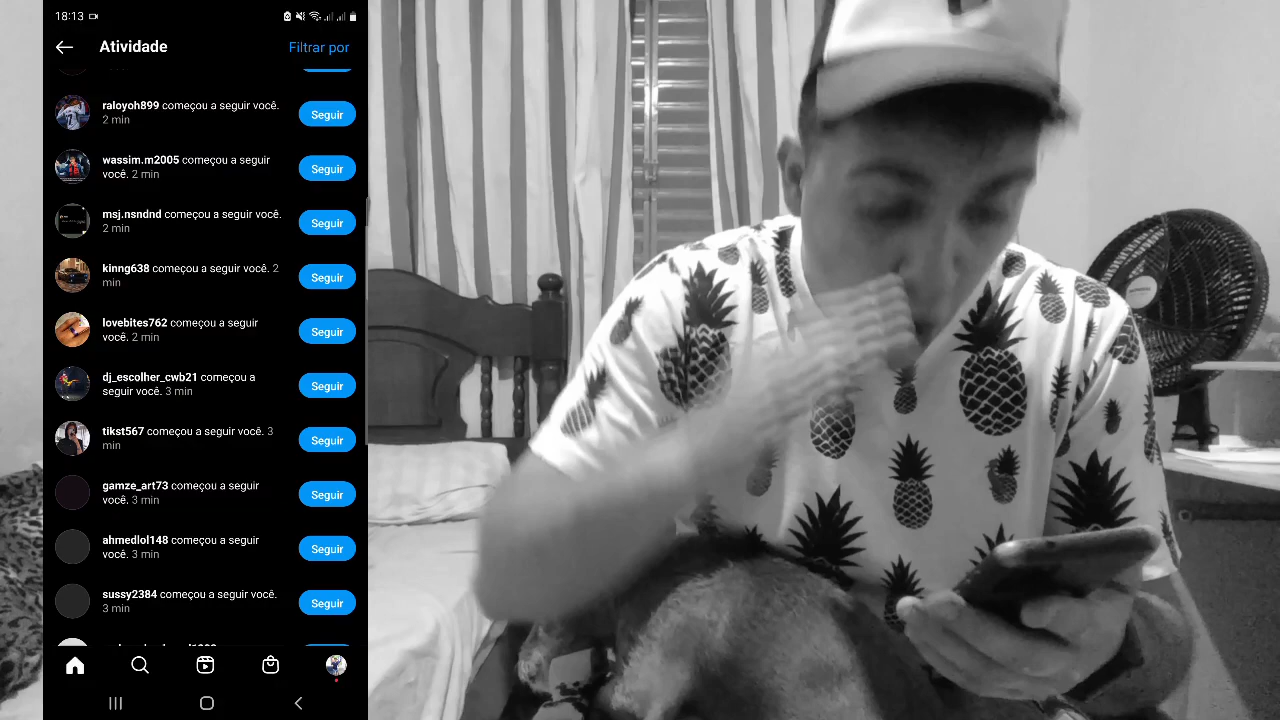 18:13
Atividade
Filtrar por
raloyoh899 começou a seguir você.
2 min
Seguir
wassim.m2005 começou a seguir
você. 2 min
Seguir
msj.nsndnd começou a seguir você.
2 min
Seguir
kinng638 começou a seguir você. 2
min
Seguir
lovebites762 começou a seguir
você. 2 min
Seguir
dj_escolher_cwb21 começou a
seguir você. 3 min
Seguir
tikst567 começou a seguir você. 3
min
Seguir
gamze_art73 começou a seguir
você. 3 min
Seguir
ahmedlol148 começou a seguir
você. 3 min
Seguir
sussy2384 começou a seguir você.
3 min
Seguir